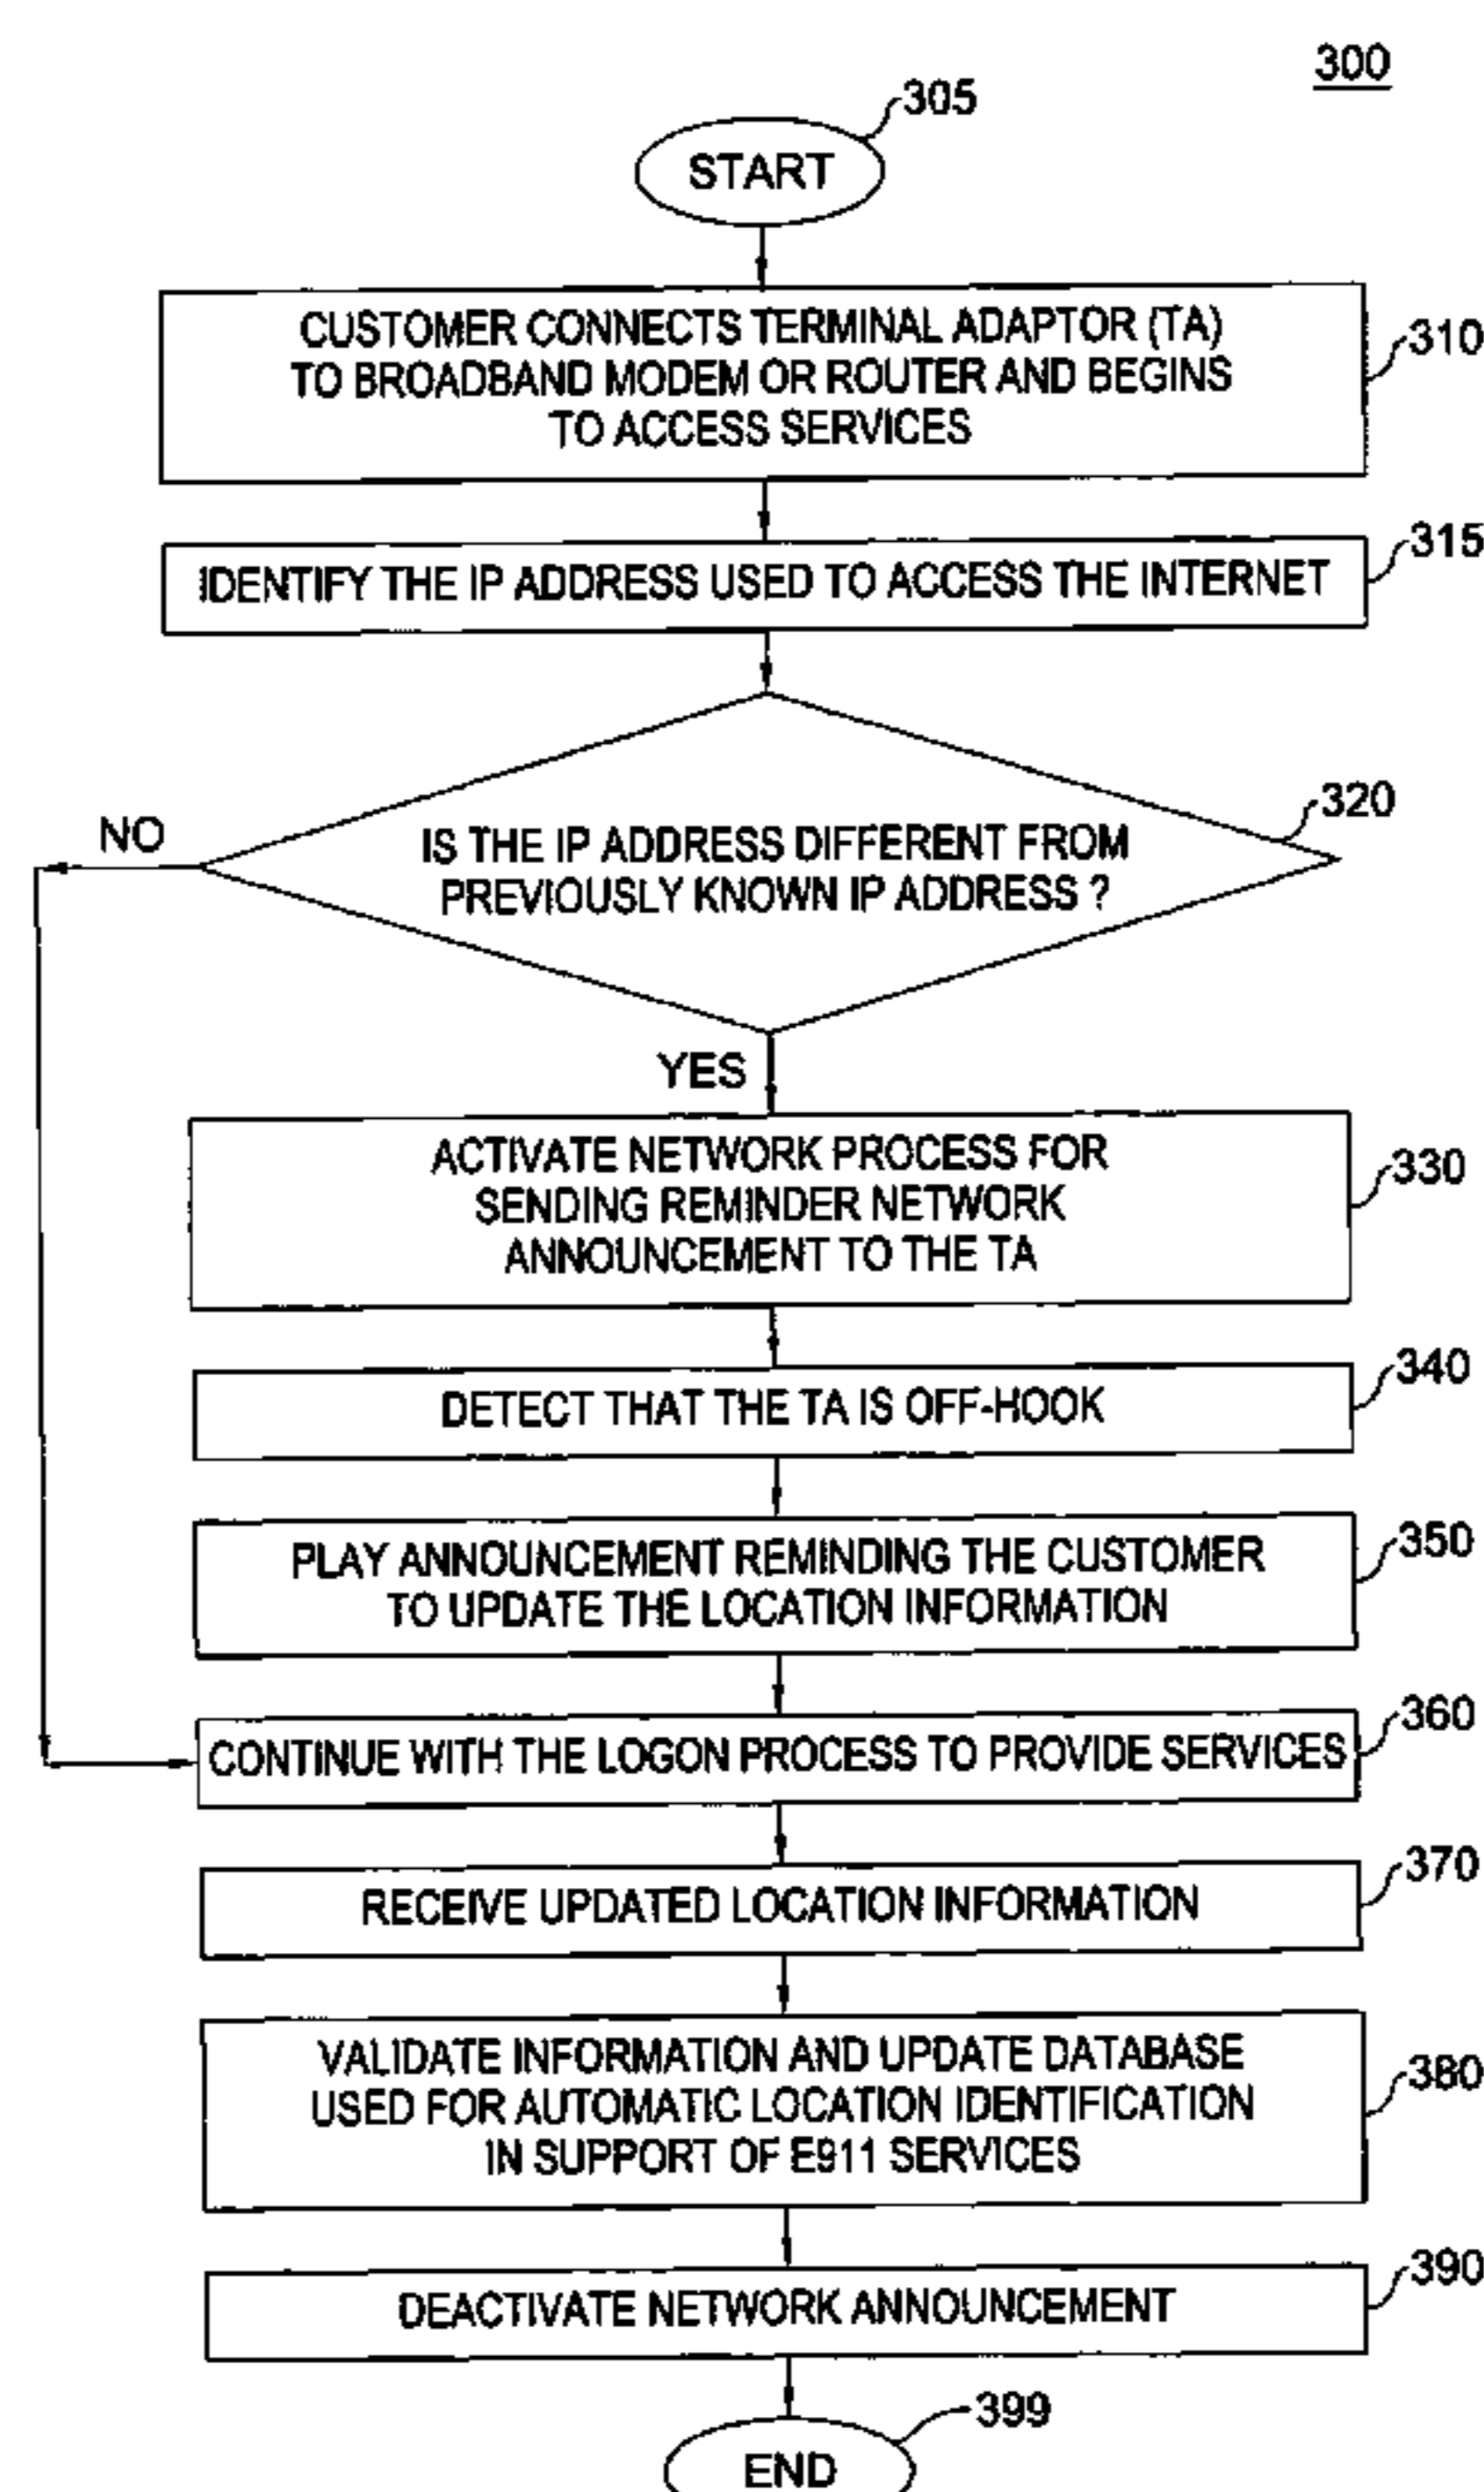 300
305
START
CUSTOMER CONNECTS TERMINAL ADAPTOR (TA)
TO BROADBAND MODEM OR ROUTER AND BEGINS
TO ACCESS SERVICES
310
IDENTIFY THE IP ADDRESS USED TO ACCESS THE INTERNET
315
320
NO
IS THE IP ADDRESS DIFFERENT FROM
PREVIOUSLY KNOWN IP ADDRESS ?
YES
ACTIVATE NETWORK PROCESS FOR
SENDING REMINDER NETWORK
ANNOUNCEMENT TO THE TA
330
DETECT THAT THE TA IS OFF-HOOK
340
PLAY ANNOUNCEMENT REMINDING THE CUSTOMER
TO UPDATE THE LOCATION INFORMATION
350
CONTINUE WITH THE LOGON PROCESS TO PROVIDE SERVICES
360
RECEIVE UPDATED LOCATION INFORMATION
370
VALIDATE INFORMATION AND UPDATE DATABASE
USED FOR AUTOMATIC LOCATION IDENTIFICATION
IN SUPPORT OF E911 SERVICES
380
DEACTIVATE NETWORK ANNOUNCEMENT
390
399
END